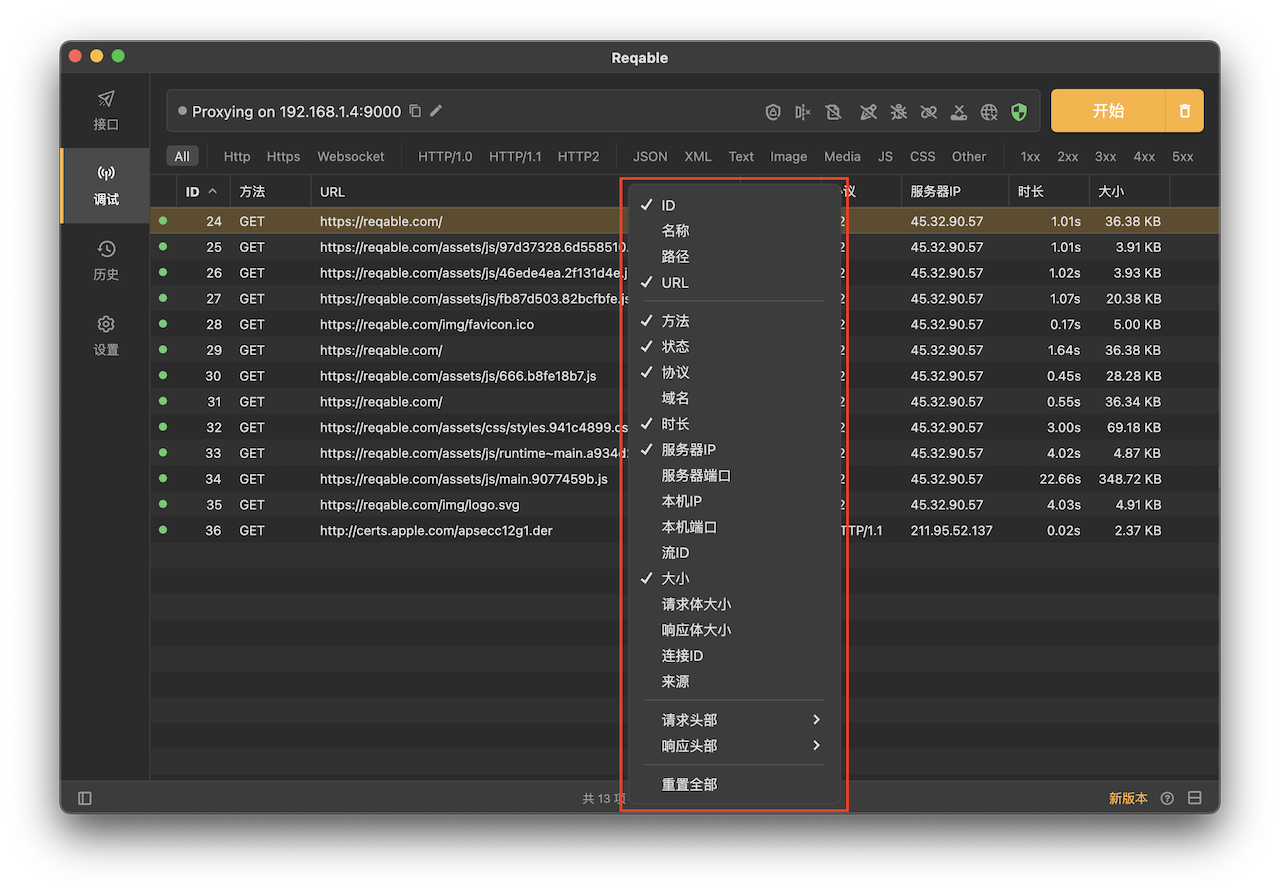 Reqable
接口
调试
历史
设置
Proxying on 192.168.1.4:9000
开始
All Http Https Websocket HTTP/1.0 HTTP/1.1 HTTP2 JSON XML Text Image Media JS CSS Other 1xx 2xx 3xx 4xx 5xx
ID 方法 URL 议 服务器IP 时长 大小
24 GET https://reqable.com/ 2 45.32.90.57 1.01s 36.38 KB
25 GET https://reqable.com/assets/js/97d37328.6d558510. 2 45.32.90.57 1.01s 3.91 KB
26 GET https://reqable.com/assets/js/46ede4ea.2f131d4e.j 2 45.32.90.57 1.02s 3.93 KB
27 GET https://reqable.com/assets/js/fb87d503.82bcfbfe.js 2 45.32.90.57 1.07s 20.38 KB
28 GET https://reqable.com/img/favicon.ico 2 45.32.90.57 0.17s 5.00 KB
29 GET https://reqable.com/ 2 45.32.90.57 1.64s 36.38 KB
30 GET https://reqable.com/assets/js/666.b8fe18b7.js 2 45.32.90.57 0.45s 28.28 KB
31 GET https://reqable.com/ 2 45.32.90.57 0.55s 36.34 KB
32 GET https://reqable.com/assets/css/styles.941c4899.cs 2 45.32.90.57 3.00s 69.18 KB
33 GET https://reqable.com/assets/js/runtime~main.a934d 2 45.32.90.57 4.02s 4.87 KB
34 GET https://reqable.com/assets/js/main.9077459b.js 2 45.32.90.57 22.66s 348.72 KB
35 GET https://reqable.com/img/logo.svg 2 45.32.90.57 4.03s 4.91 KB
36 GET http://certs.apple.com/apsecc12g1.der TTP/1.1 211.95.52.137 0.02s 2.37 KB
ID
名称
路径
URL
方法
状态
协议
域名
时长
服务器IP
服务器端口
本机IP
本机端口
流ID
大小
请求体大小
响应体大小
连接ID
来源
请求头部
响应头部
重置全部
共 13 项
新版本